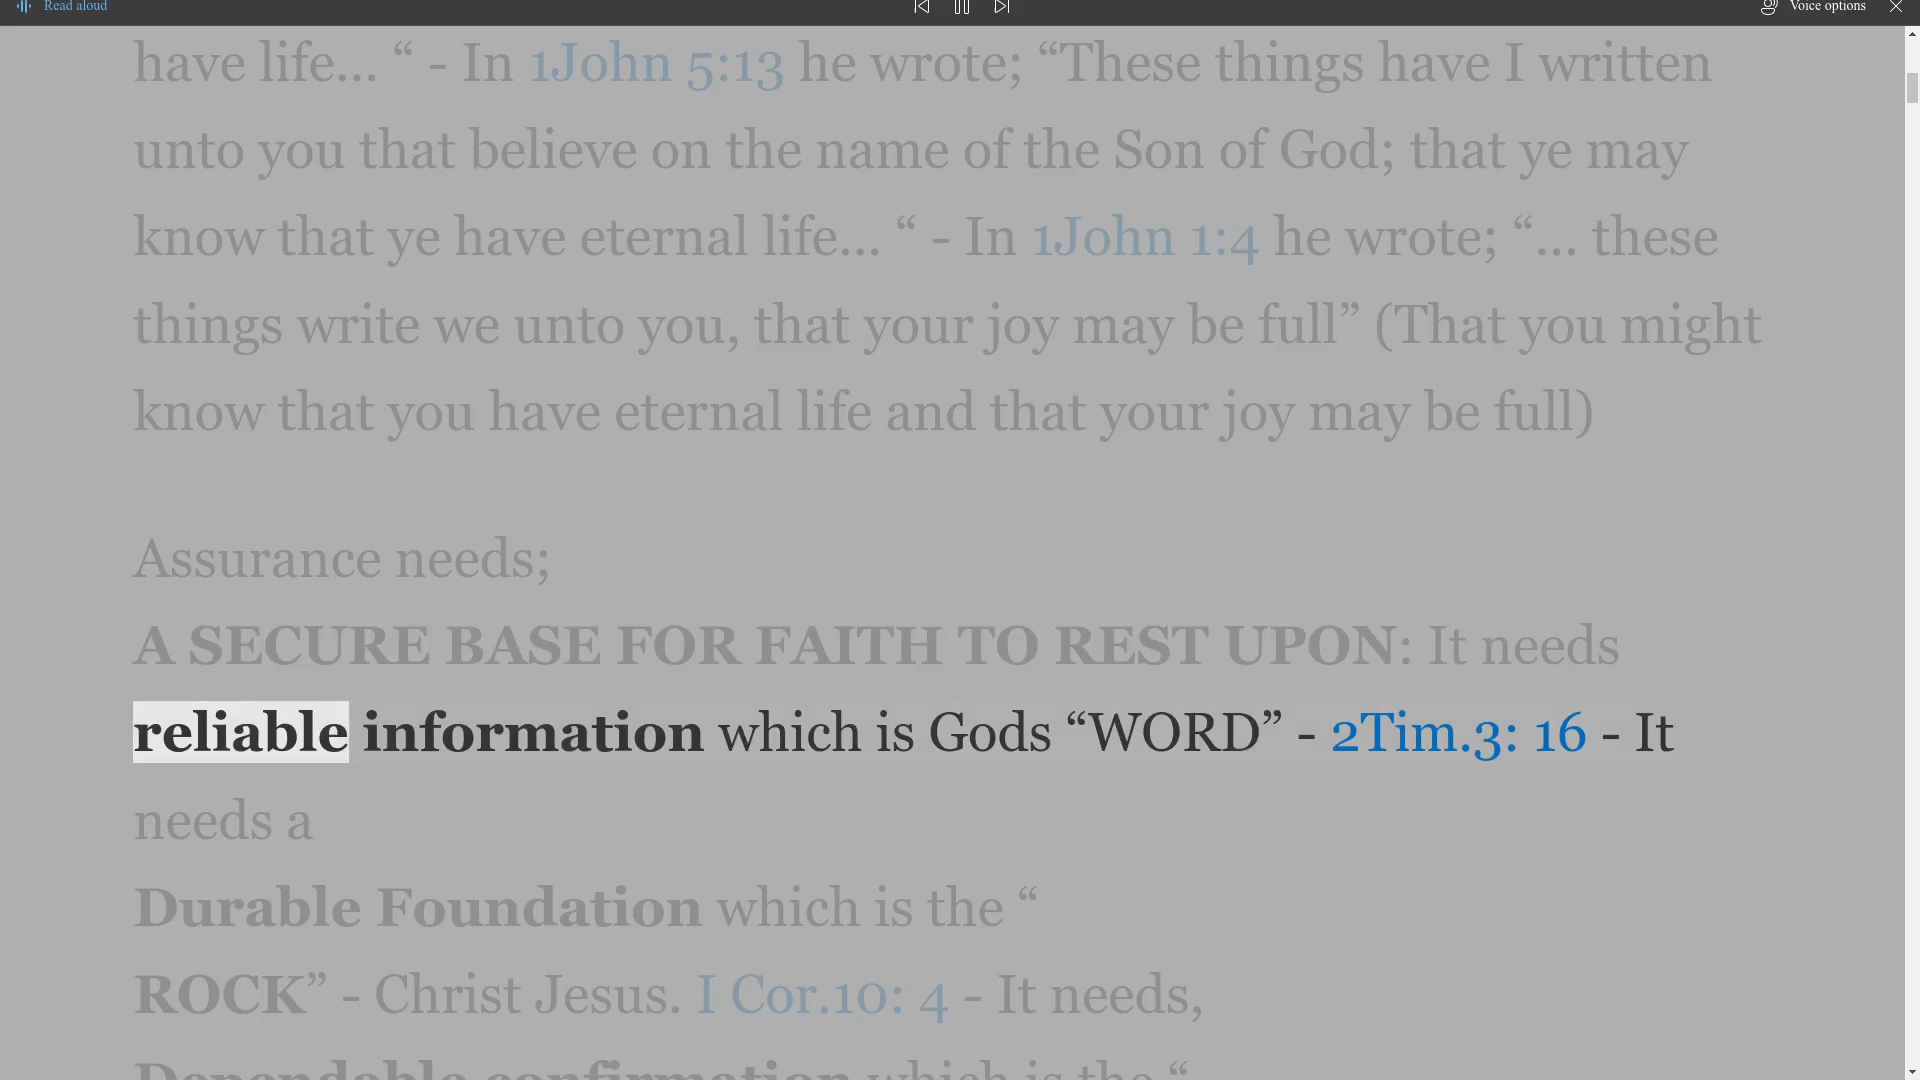 Read aloud
Voice options
have life... “ - In 1John 5:13 he wrote; “These things have I written
unto you that believe on the name of the Son of God; that ye may
know that ye have eternal life... “ - In 1John 1:4 he wrote; “... these
things write we unto you, that your joy may be full” (That you might
know that you have eternal life and that your joy may be full)
Assurance needs;
A SECURE BASE FOR FAITH TO REST UPON: It needs
reliable information which is Gods “WORD” - 2Tim.3: 16 - It
needs a
Durable Foundation which is the “
ROCK” - Christ Jesus. I Cor.10: 4 - It needs,
Dependable confirmation which is the “